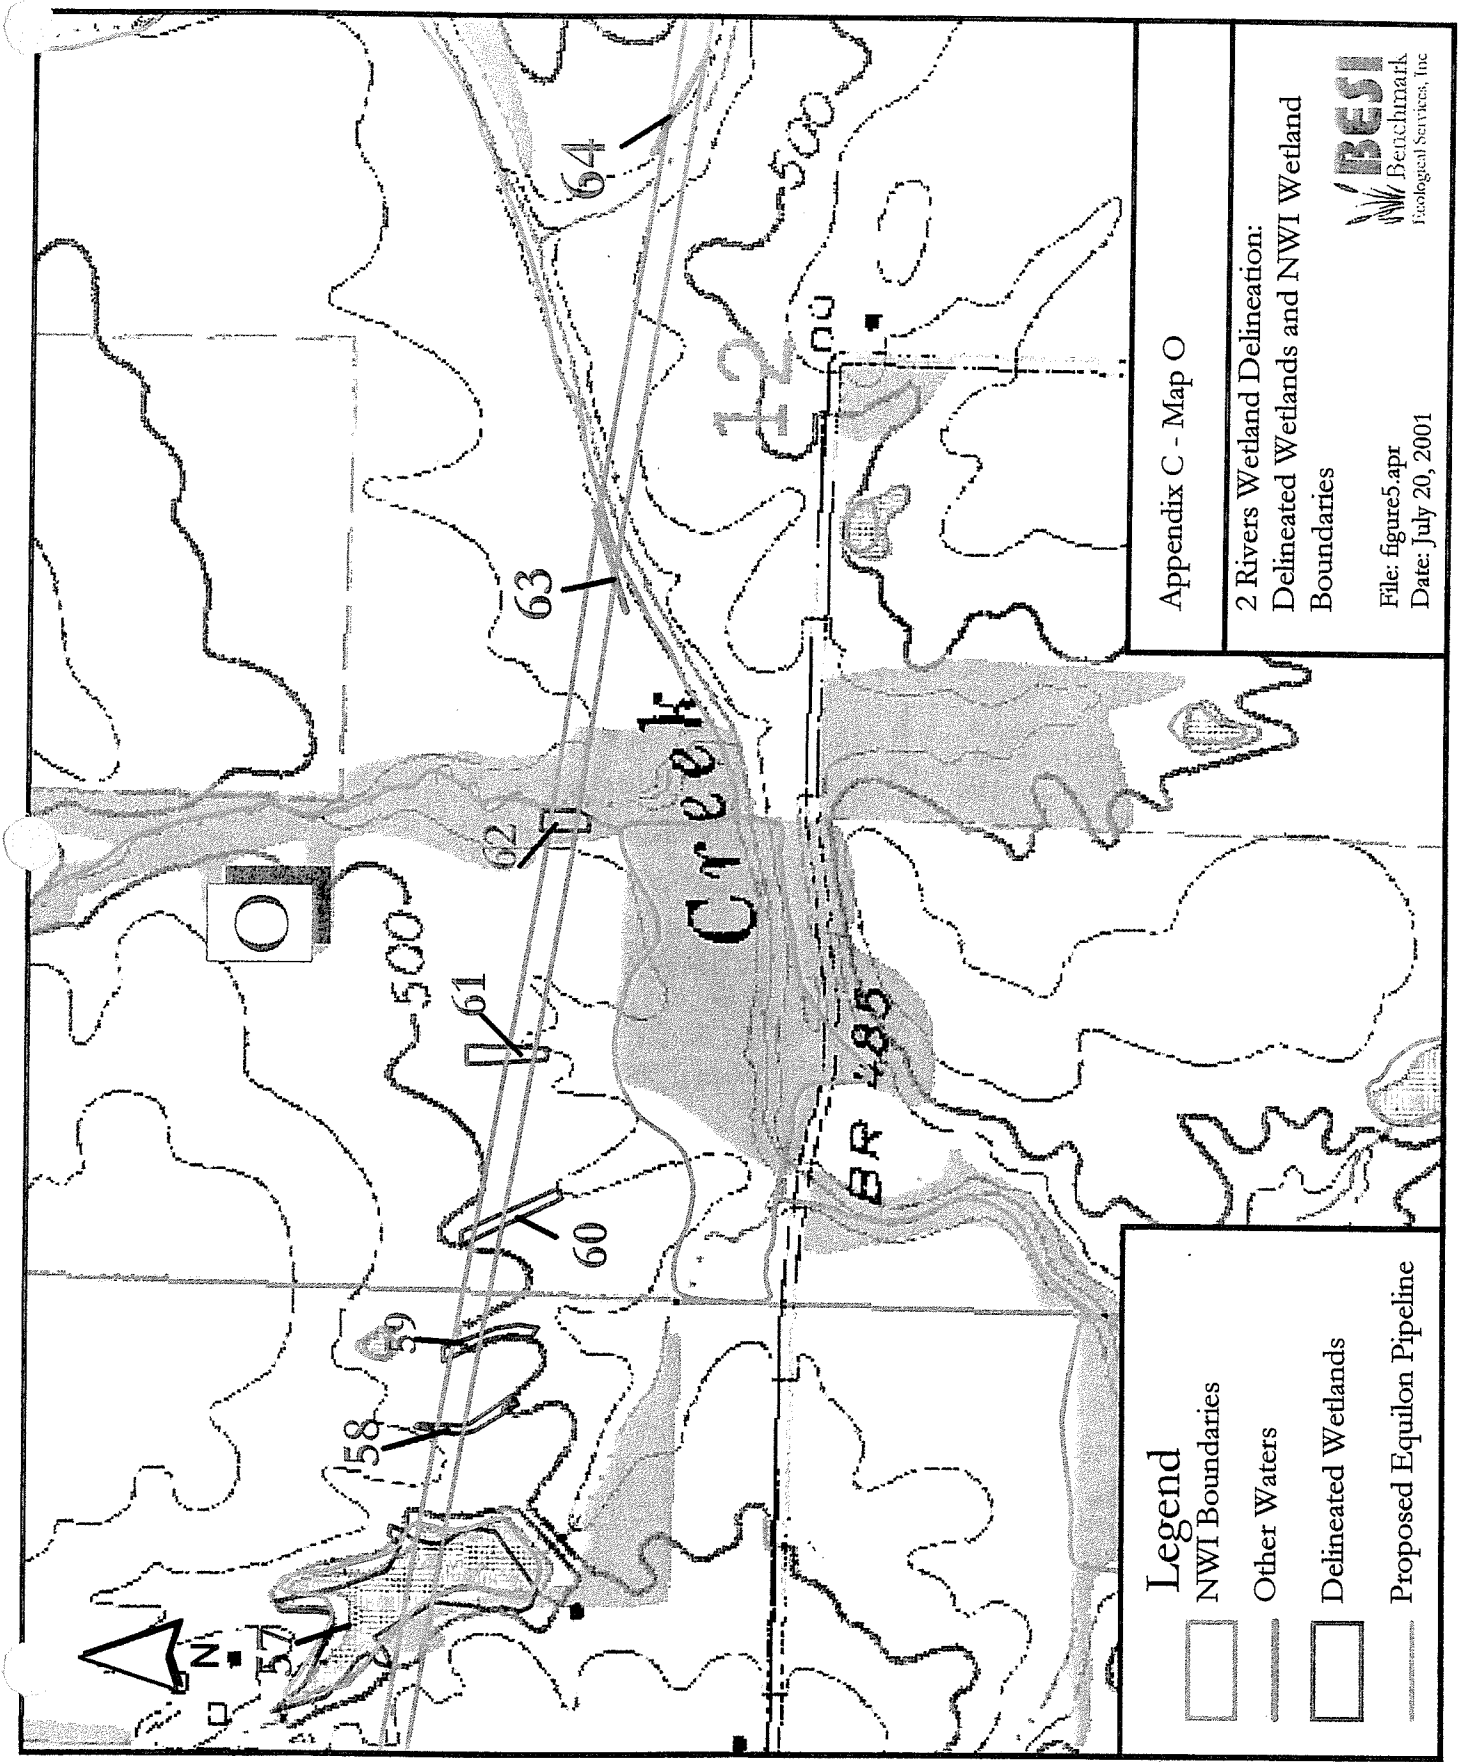 N
57
58
59
60
61
62
63
64
O
500
500
12
Creek
BR 485
Legend
NWI Boundaries
Other Waters
Delineated Wetlands
Proposed Equilon Pipeline
Appendix C - Map O
2 Rivers Wetland Delineation:
Delineated Wetlands and NWI Wetland
Boundaries
File: figure5.apr
Date: July 20, 2001
BESI
Benchmark
Ecological Services, Inc